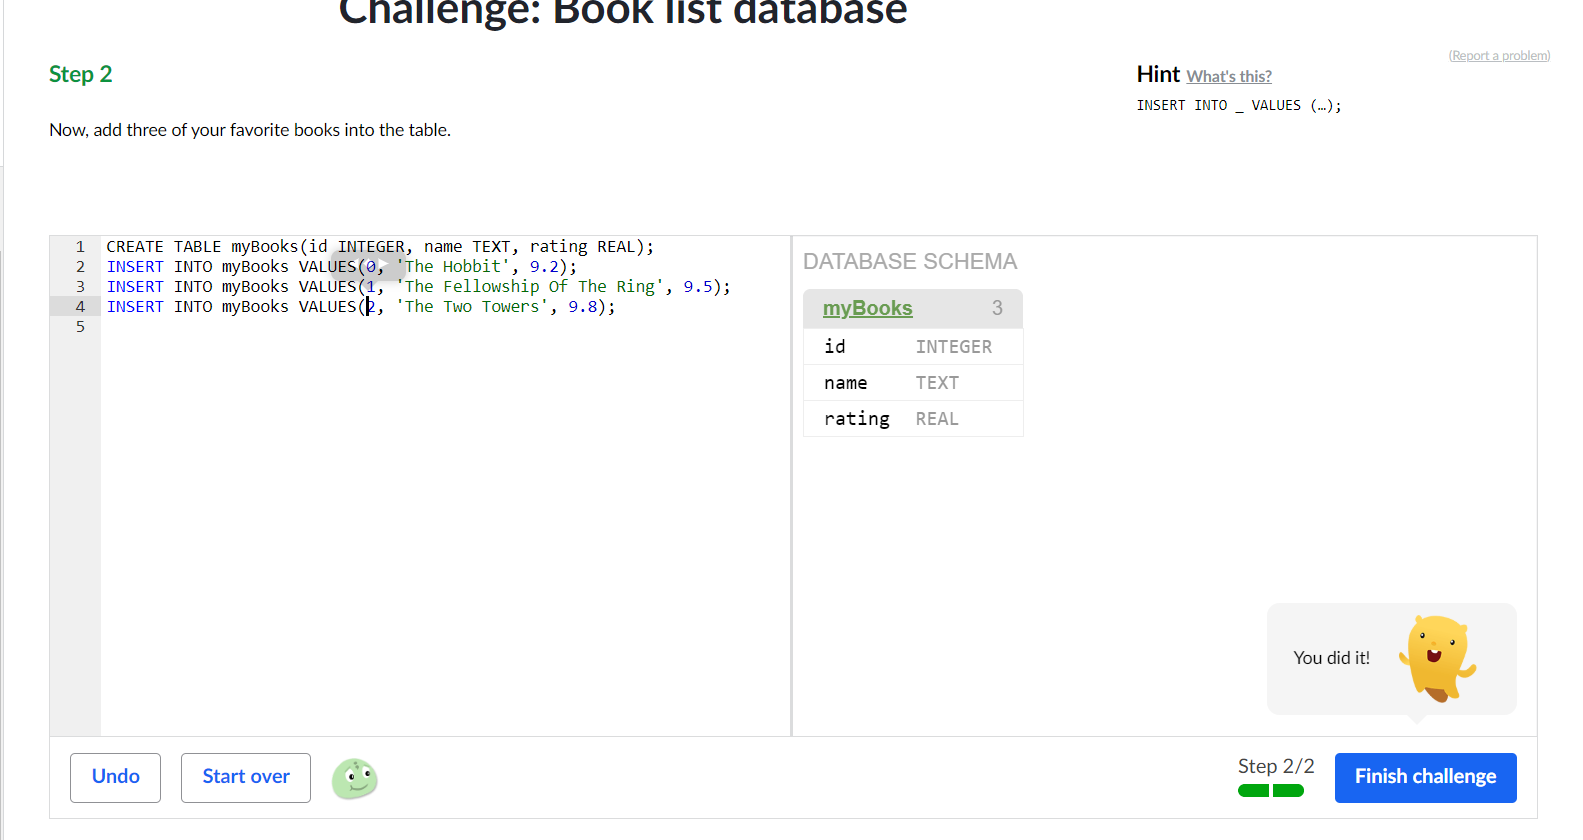 Challenge: Book list database
(Report a problem)
Step 2
Hint What's this?
INSERT INTO _ VALUES (…);
Now, add three of your favorite books into the table.
1 CREATE TABLE myBooks(id INTEGER, name TEXT, rating REAL);
2 INSERT INTO myBooks VALUES(0, 'The Hobbit', 9.2);
3 INSERT INTO myBooks VALUES(1, 'The Fellowship Of The Ring', 9.5);
4 INSERT INTO myBooks VALUES(2, 'The Two Towers', 9.8);
5
DATABASE SCHEMA
myBooks 3
id INTEGER
name TEXT
rating REAL
You did it!
Undo
Start over
Step 2/2
Finish challenge